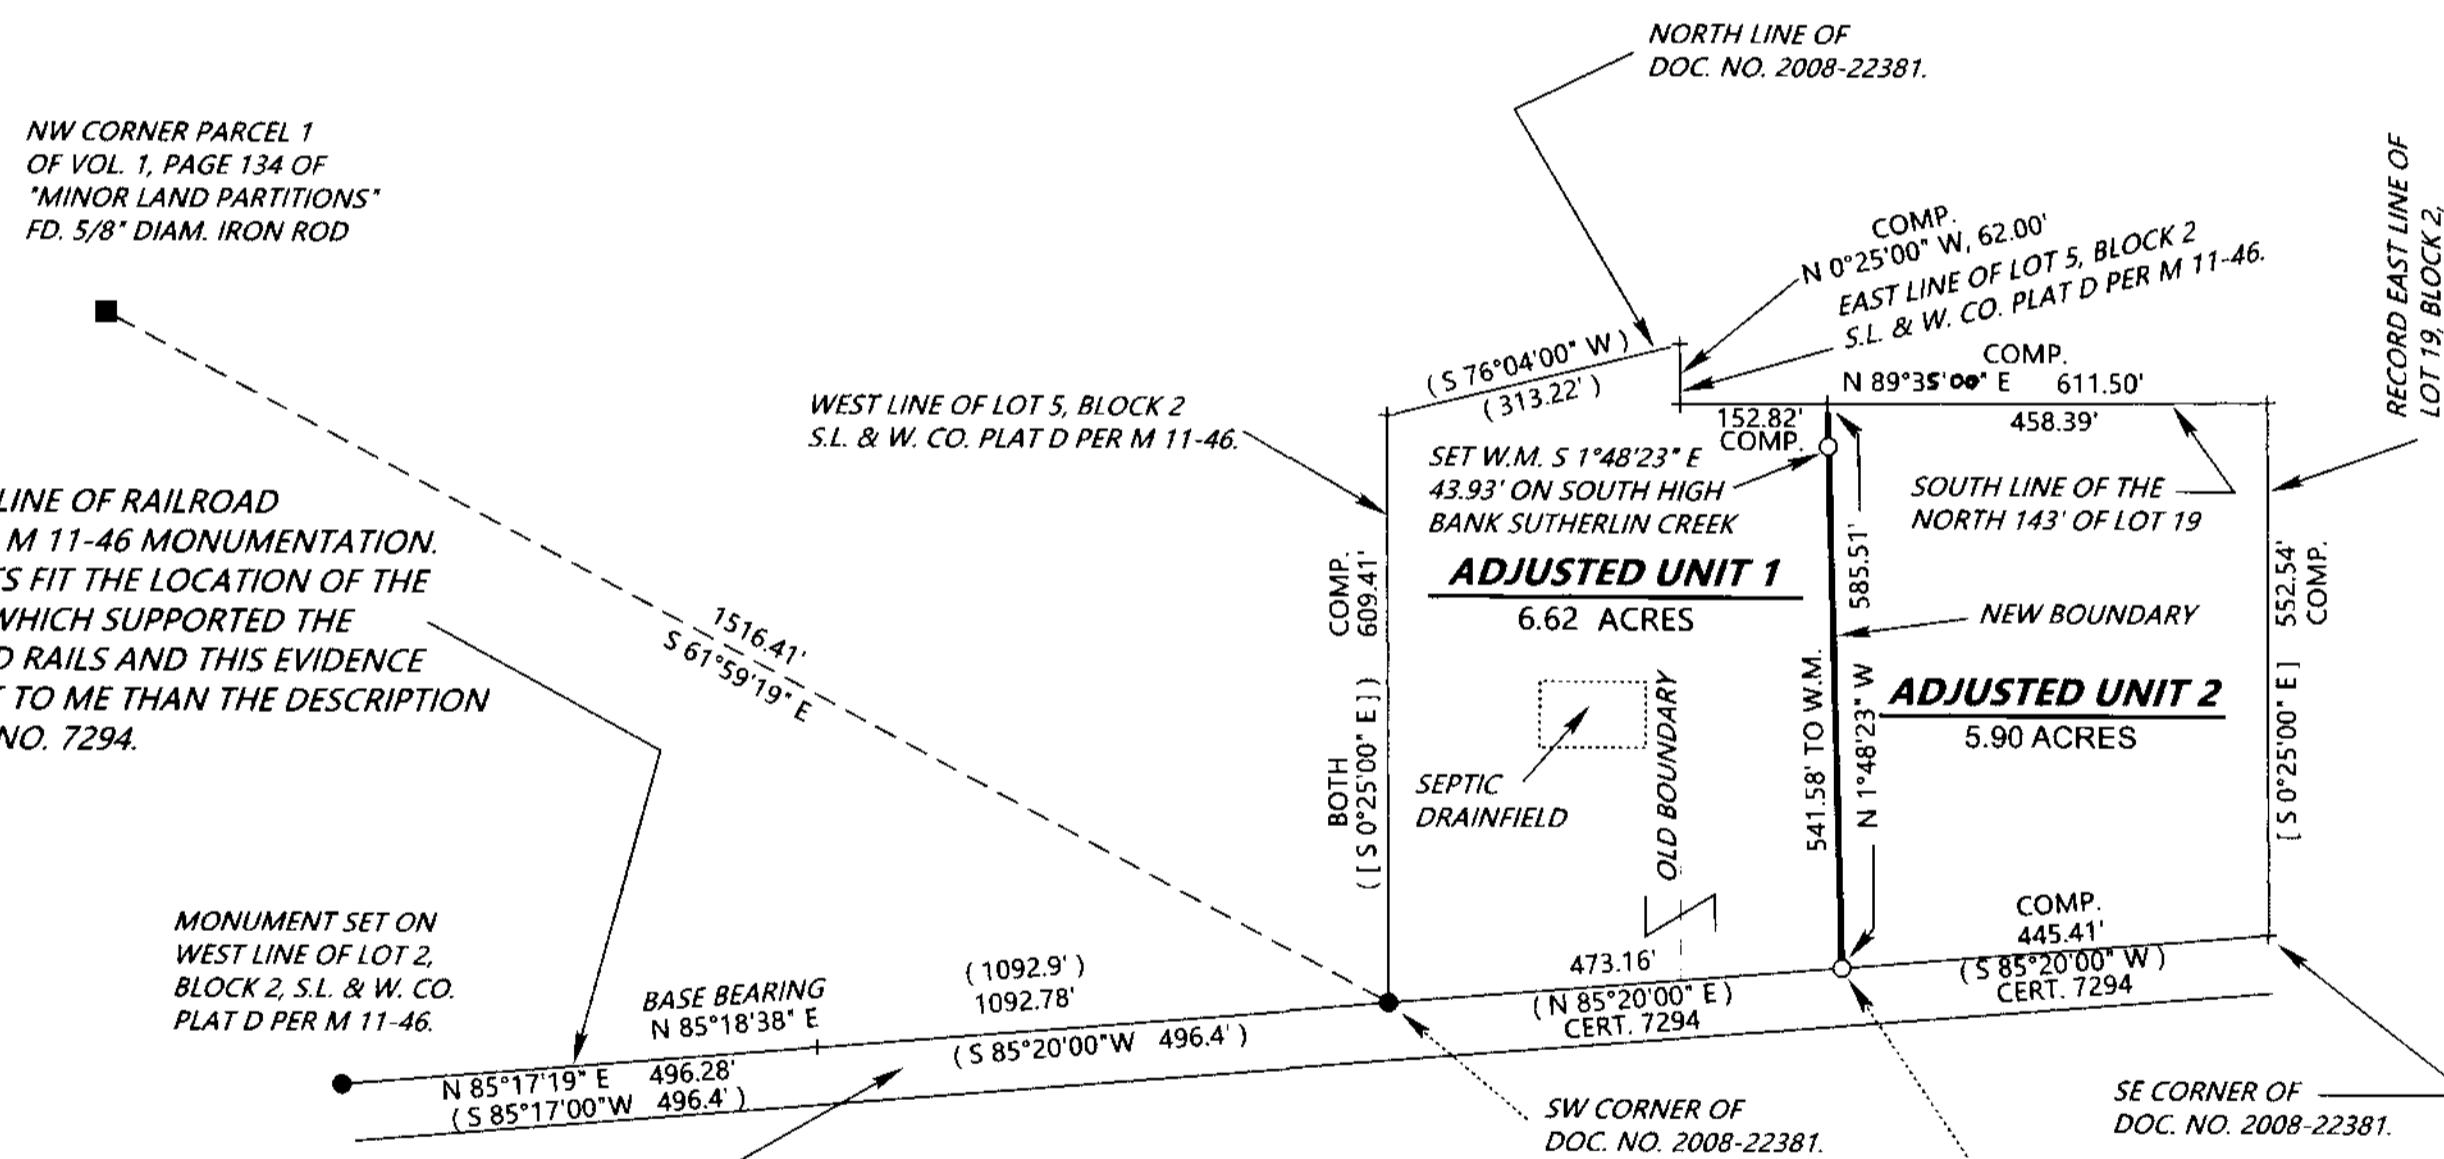 NORTH LINE OF
DOC. NO. 2008-22381.
NW CORNER PARCEL 1
OF VOL. 1, PAGE 134 OF
"MINOR LAND PARTITIONS"
FD. 5/8" DIAM. IRON ROD
RECORD EAST LINE OF
LOT 19, BLOCK 2,
COMP.
N 0°25'00" W, 62.00'
EAST LINE OF LOT 5, BLOCK 2
S.L. & W. CO. PLAT D PER M 11-46.
( S 76°04'00" W )
( 313.22' )
COMP.
N 89°35'00" E 611.50'
152.82'
COMP.
458.39'
WEST LINE OF LOT 5, BLOCK 2
S.L. & W. CO. PLAT D PER M 11-46.
SET W.M. S 1°48'23" E
43.93' ON SOUTH HIGH
BANK SUTHERLIN CREEK
SOUTH LINE OF THE
NORTH 143' OF LOT 19
LINE OF RAILROAD
M 11-46 MONUMENTATION.
FIT THE LOCATION OF THE
WHICH SUPPORTED THE
RAILS AND THIS EVIDENCE
TO ME THAN THE DESCRIPTION
NO. 7294.
1516.41'
S 61°59'19" E
COMP.
609.41'
BOTH
( [ S 0°25'00" E ] )
ADJUSTED UNIT 1
6.62 ACRES
585.51'
NEW BOUNDARY
552.54'
COMP.
[ S 0°25'00" E ]
541.58' TO W.M.
N 1°48'23" W
ADJUSTED UNIT 2
5.90 ACRES
OLD BOUNDARY
SEPTIC
DRAINFIELD
MONUMENT SET ON
WEST LINE OF LOT 2,
BLOCK 2, S.L. & W. CO.
PLAT D PER M 11-46.
BASE BEARING
N 85°18'38" E
( 1092.9' )
1092.78'
473.16'
( N 85°20'00" E )
CERT. 7294
COMP.
445.41'
( S 85°20'00" W )
CERT. 7294
( S 85°20'00"W 496.4' )
N 85°17'19" E 496.28'
( S 85°17'00"W 496.4' )
SW CORNER OF
DOC. NO. 2008-22381.
SE CORNER OF
DOC. NO. 2008-22381.